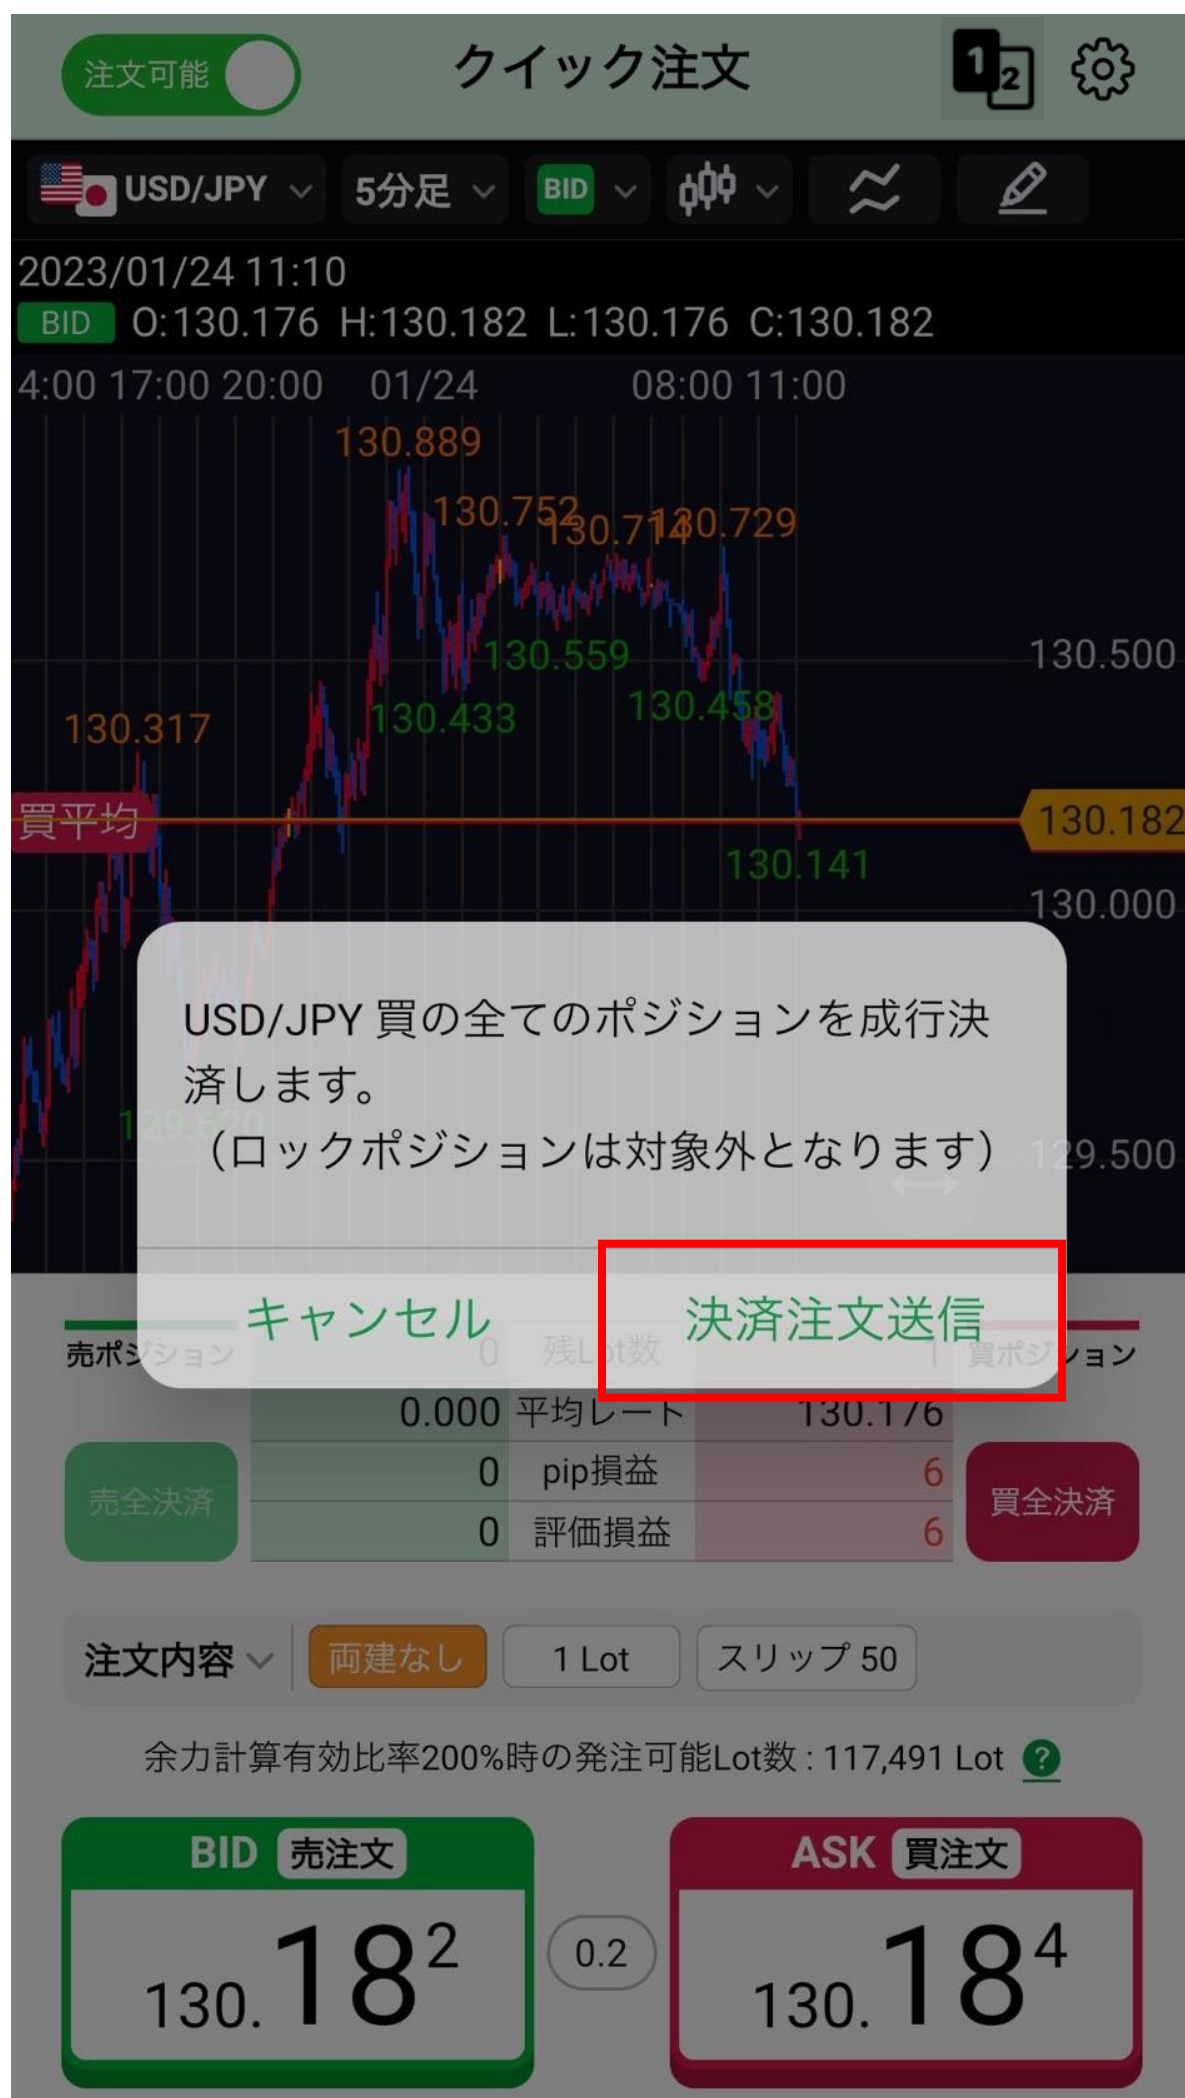 注文可能 クイック注文 1 2
USD/JPY 5分足 BID
2023/01/24 11:10
BID O:130.176 H:130.182 L:130.176 C:130.182
4:00 17:00 20:00 01/24 08:00 11:00
130.889
130.752 130.714 130.729
130.559 130.500
130.317 130.433 130.458
買平均 130.182
130.141
130.000
USD/JPY 買の全てのポジションを成行決
済します。
（ロックポジションは対象外となります）
129.620 129.500
キャンセル 決済注文送信
売ポジション 0 残Lot数 1 買ポジション
0.000 平均レート 130.176
0 pip損益 6
売全決済 買全決済
0 評価損益 6
注文内容 両建なし 1 Lot スリップ 50
余力計算有効比率200%時の発注可能Lot数 : 117,491 Lot ?
BID 売注文 ASK 買注文
130.182 0.2 130.184